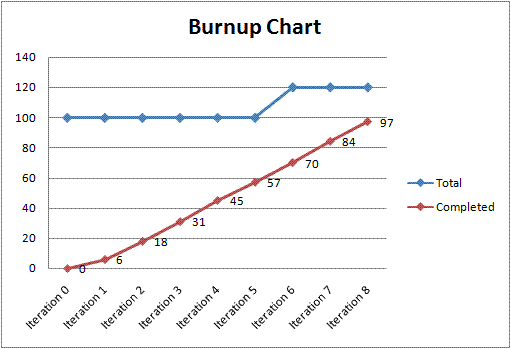 Burnup Chart
140
120
100
80
60
40
20
0
0
6
18
31
45
57
70
84
97
Iteration 0
Iteration 1
Iteration 2
Iteration 3
Iteration 4
Iteration 5
Iteration 6
Iteration 7
Iteration 8
Total
Completed